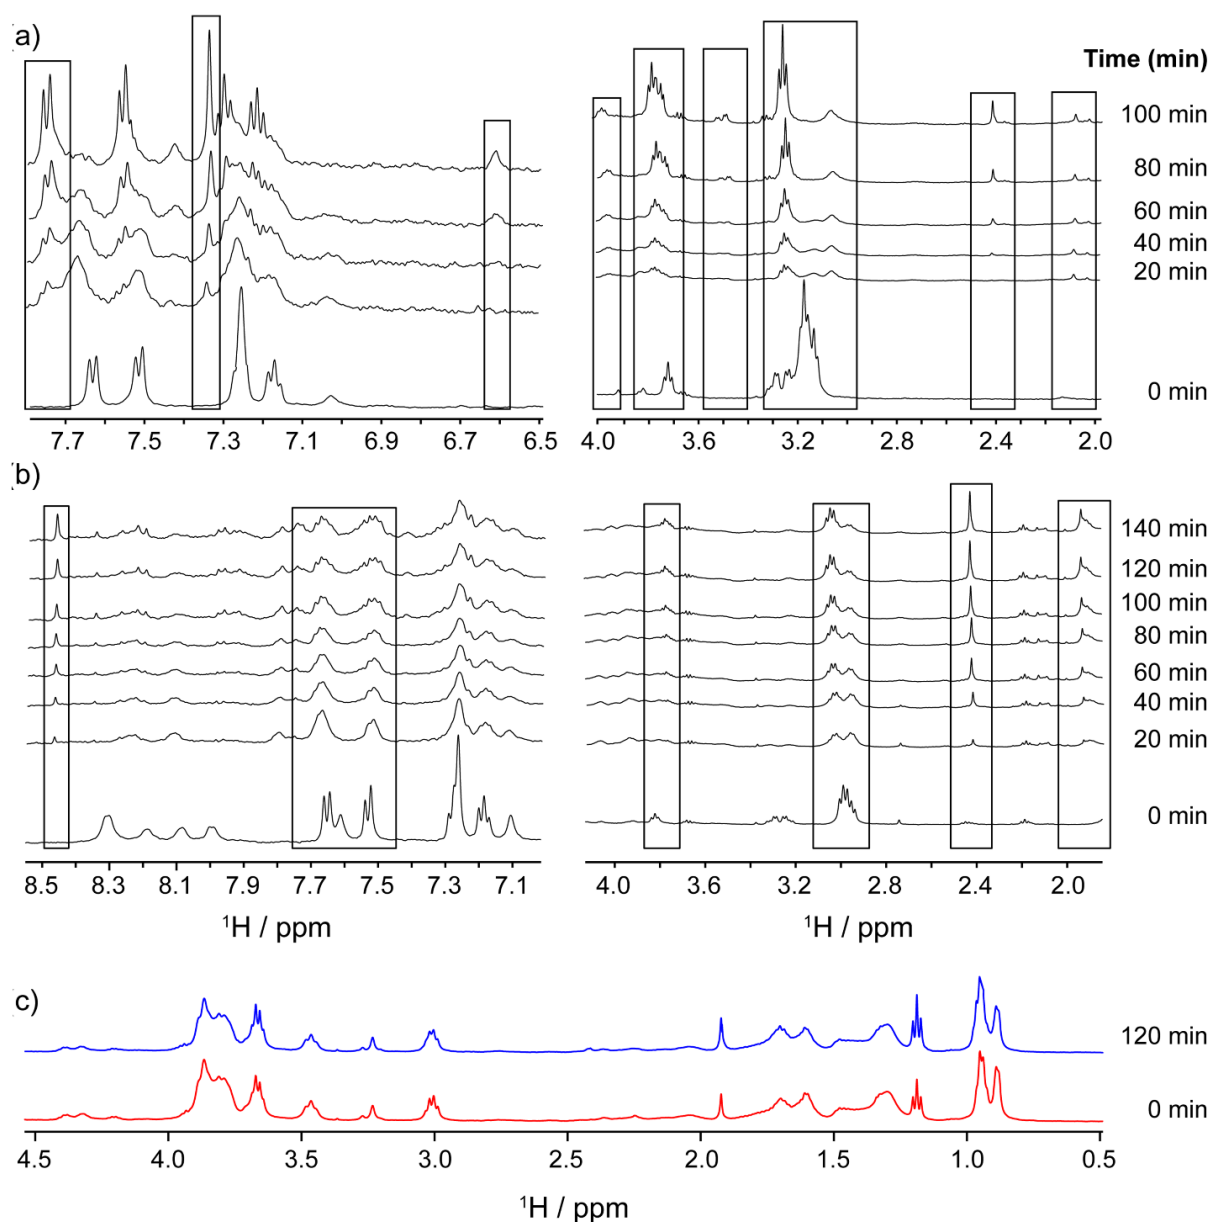 a)
Time (min)
100 min
80 min
60 min
40 min
20 min
0 min
7.7 7.5 7.3 7.1 6.9 6.7 6.5
4.0 3.6 3.2 2.8 2.4 2.0
b)
140 min
120 min
100 min
80 min
60 min
40 min
20 min
0 min
8.5 8.3 8.1 7.9 7.7 7.5 7.3 7.1
4.0 3.6 3.2 2.8 2.4 2.0
¹H / ppm
¹H / ppm
c)
120 min
0 min
4.5 4.0 3.5 3.0 2.5 2.0 1.5 1.0 0.5
¹H / ppm